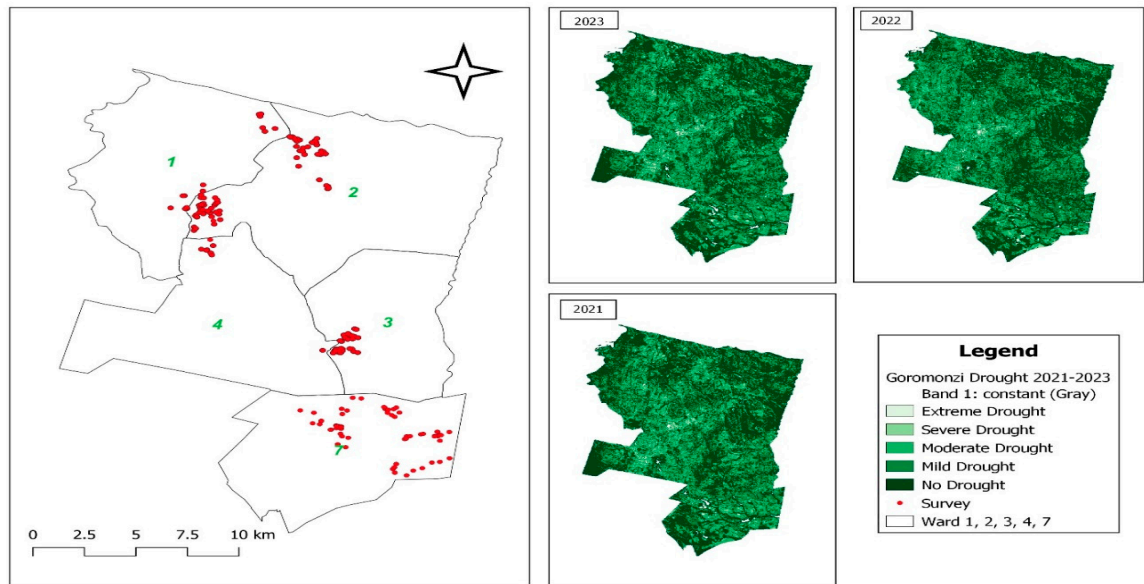 1
2
3
4
7
0 2.5 5 7.5 10 km
2023
2022
2021
Legend
Goromonzi Drought 2021-2023
Band 1: constant (Gray)
Extreme Drought
Severe Drought
Moderate Drought
Mild Drought
No Drought
Survey
Ward 1, 2, 3, 4, 7